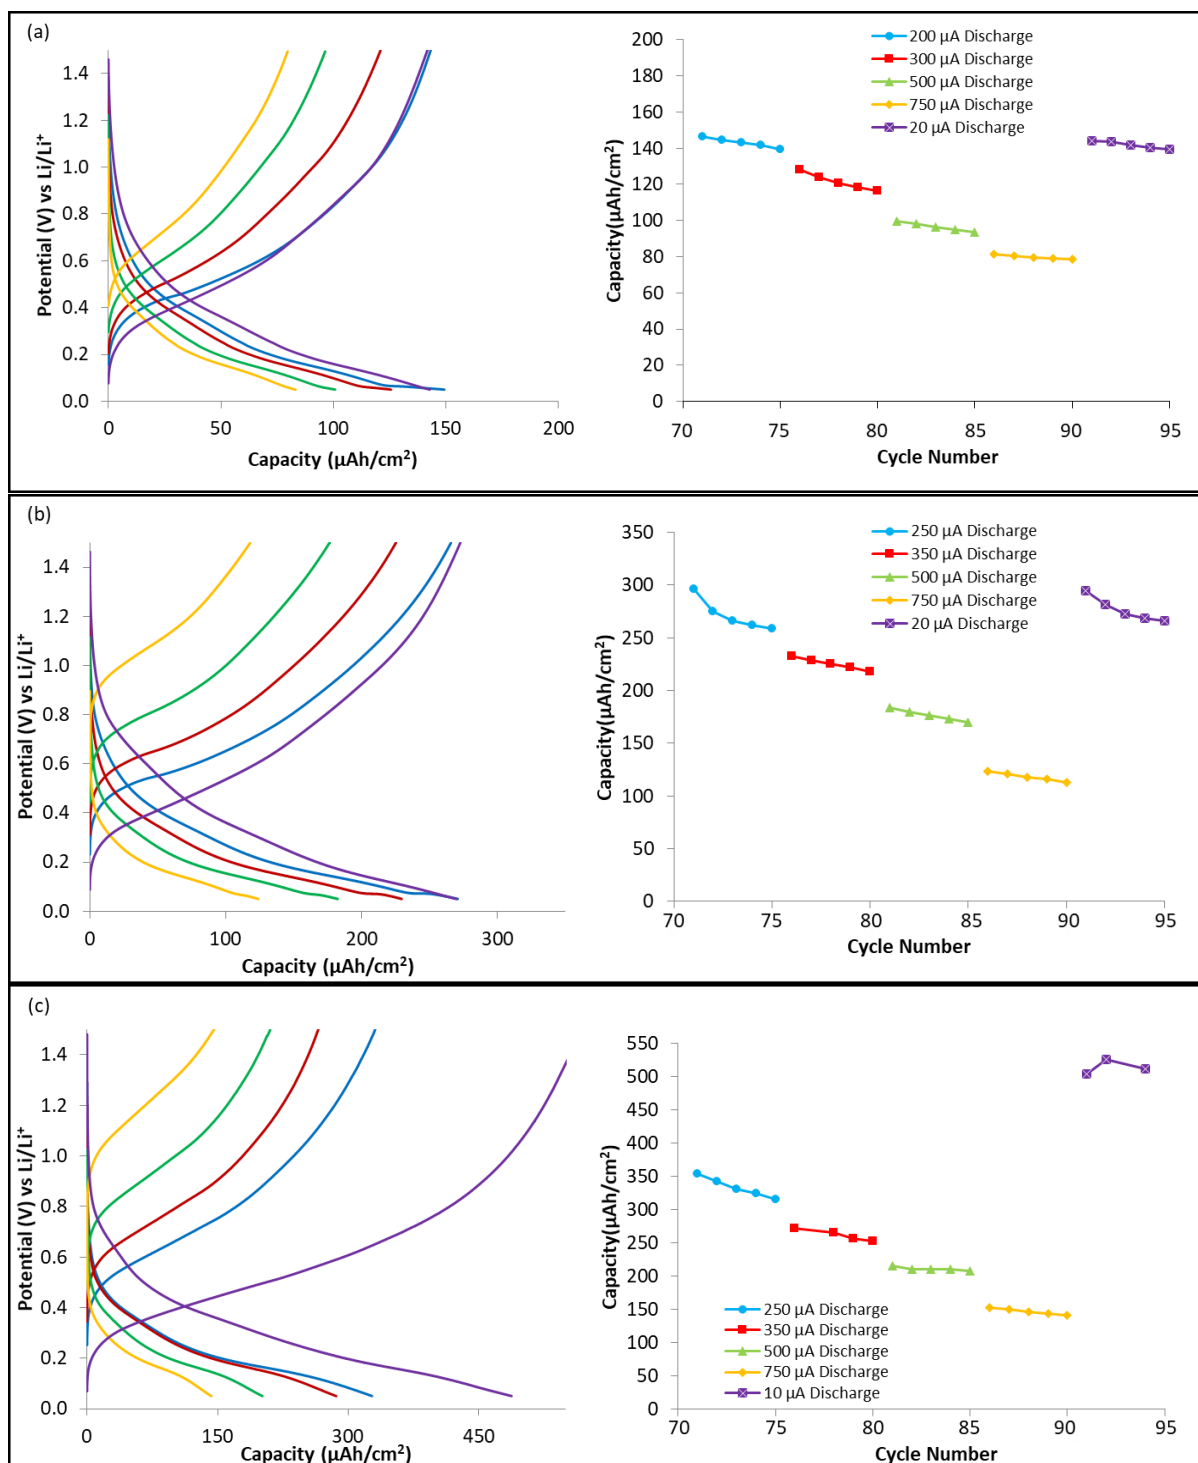 (a)
Potential (V) vs Li/Li⁺
1.4
1.2
1.0
0.8
0.6
0.4
0.2
0.0
0 50 100 150 200
Capacity (µAh/cm²)
200 µA Discharge
300 µA Discharge
500 µA Discharge
750 µA Discharge
20 µA Discharge
Capacity(µAh/cm²)
200
180
160
140
120
100
80
60
40
20
0
70 75 80 85 90 95
Cycle Number
(b)
Potential (V) vs Li/Li⁺
1.4
1.2
1.0
0.8
0.6
0.4
0.2
0.0
0 100 200 300
Capacity (µAh/cm²)
250 µA Discharge
350 µA Discharge
500 µA Discharge
750 µA Discharge
20 µA Discharge
Capacity(µAh/cm²)
350
300
250
200
150
100
50
0
70 75 80 85 90 95
Cycle Number
(c)
Potential (V) vs Li/Li⁺
1.4
1.2
1.0
0.8
0.6
0.4
0.2
0.0
0 150 300 450
Capacity (µAh/cm²)
Capacity(µAh/cm²)
550
500
450
400
350
300
250
200
150
100
50
0
250 µA Discharge
350 µA Discharge
500 µA Discharge
750 µA Discharge
10 µA Discharge
70 75 80 85 90 95
Cycle Number